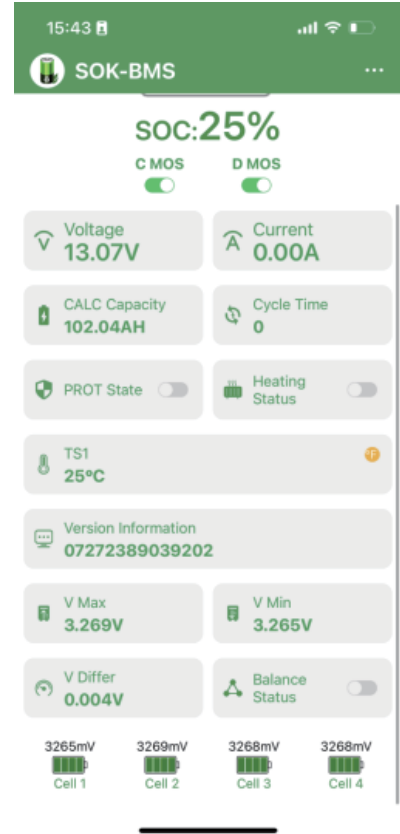 15:43
SOK-BMS
...
SOC:25%
C MOS D MOS
Voltage
13.07V
Current
0.00A
CALC Capacity
102.04AH
Cycle Time
0
PROT State
Heating
Status
TS1
25°C
°F
Version Information
07272389039202
V Max
3.269V
V Min
3.265V
V Differ
0.004V
Balance
Status
3265mV 3269mV 3268mV 3268mV
Cell 1 Cell 2 Cell 3 Cell 4